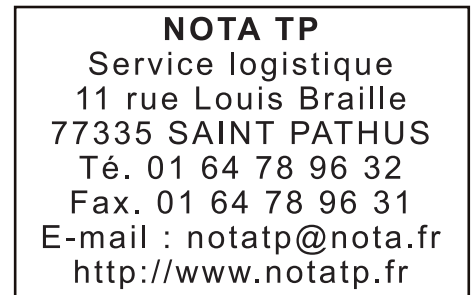 NOTA TP
Service logistique
11 rue Louis Braille
77335 SAINT PATHUS
Té. 01 64 78 96 32
Fax. 01 64 78 96 31
E-mail : notatp@nota.fr
http://www.notatp.fr